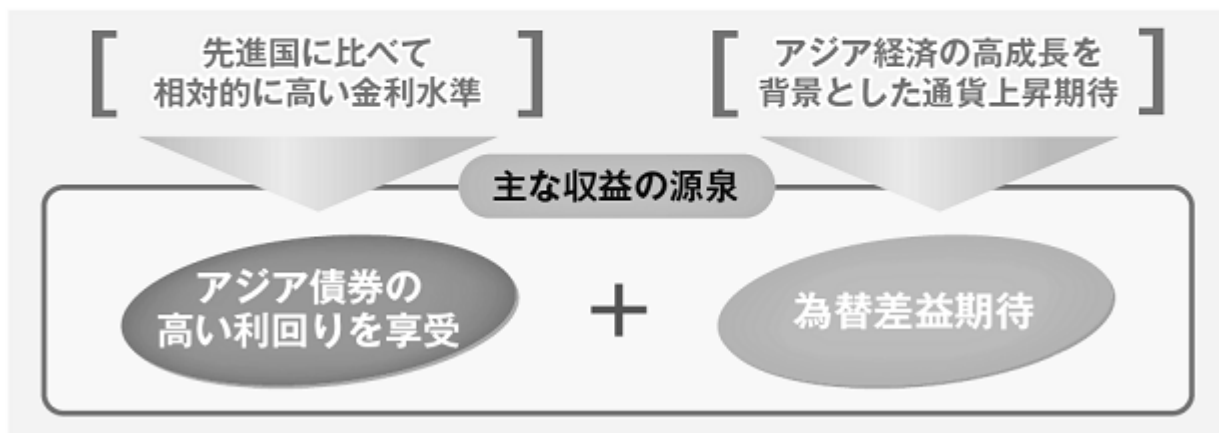 先進国に比べて
相対的に高い金利水準
アジア経済の高成長を
背景とした通貨上昇期待
主な収益の源泉
アジア債券の
高い利回りを享受
+
為替差益期待